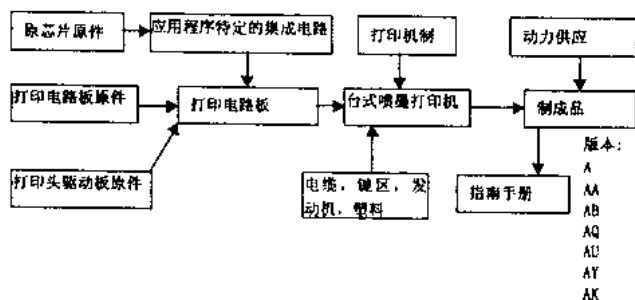 原芯片原件
应用程序特定的集成电路
打印机制
动力供应
打印电路板原件
打印电路板
台式喷墨打印机
制成品
打印头驱动板原件
电缆，键区，发
动机，塑料
指南手册
版本：
A
AA
AB
AQ
AU
AY
AK